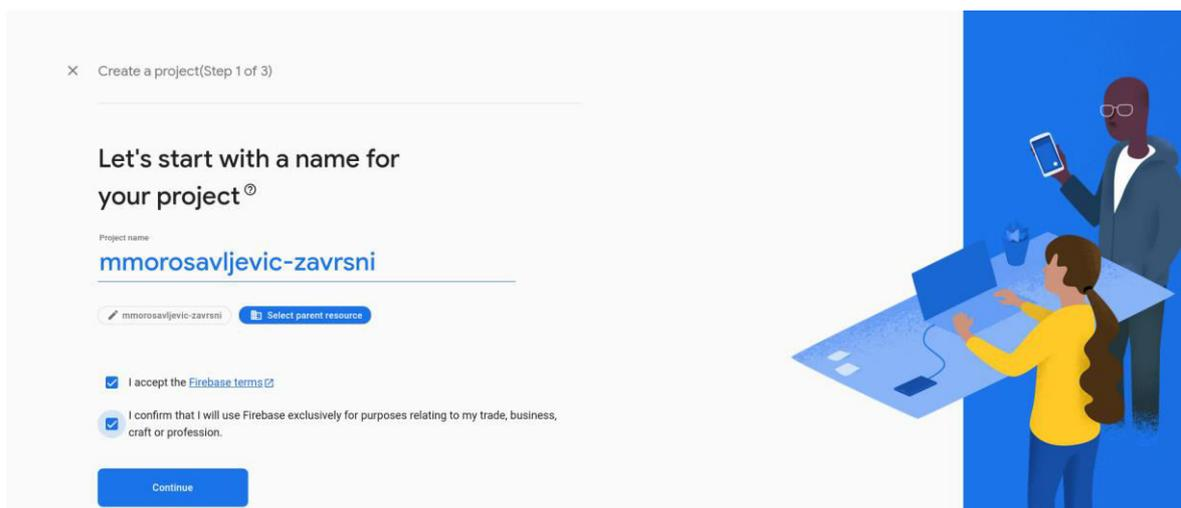 Create a project(Step 1 of 3)
Let's start with a name for
your project
Project name
mmorosavljevic-zavrsni
mmorosavljevic-zavrsni
Select parent resource
I accept the Firebase terms
I confirm that I will use Firebase exclusively for purposes relating to my trade, business,
craft or profession.
Continue